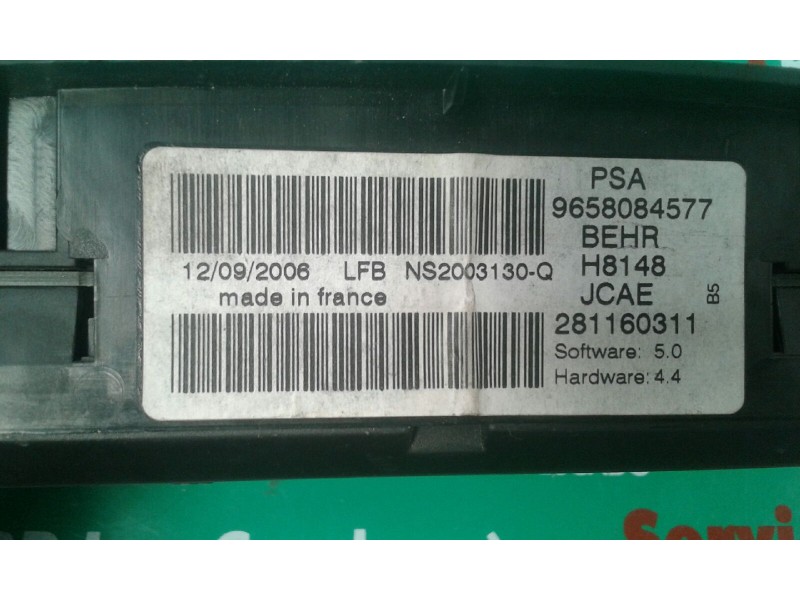 PSA
9658084577
BEHR
H8148
JCAE
281160311
Software: 5.0
Hardware: 4.4
B5
12/09/2006 LFB NS2003130-Q
made in france
Servi